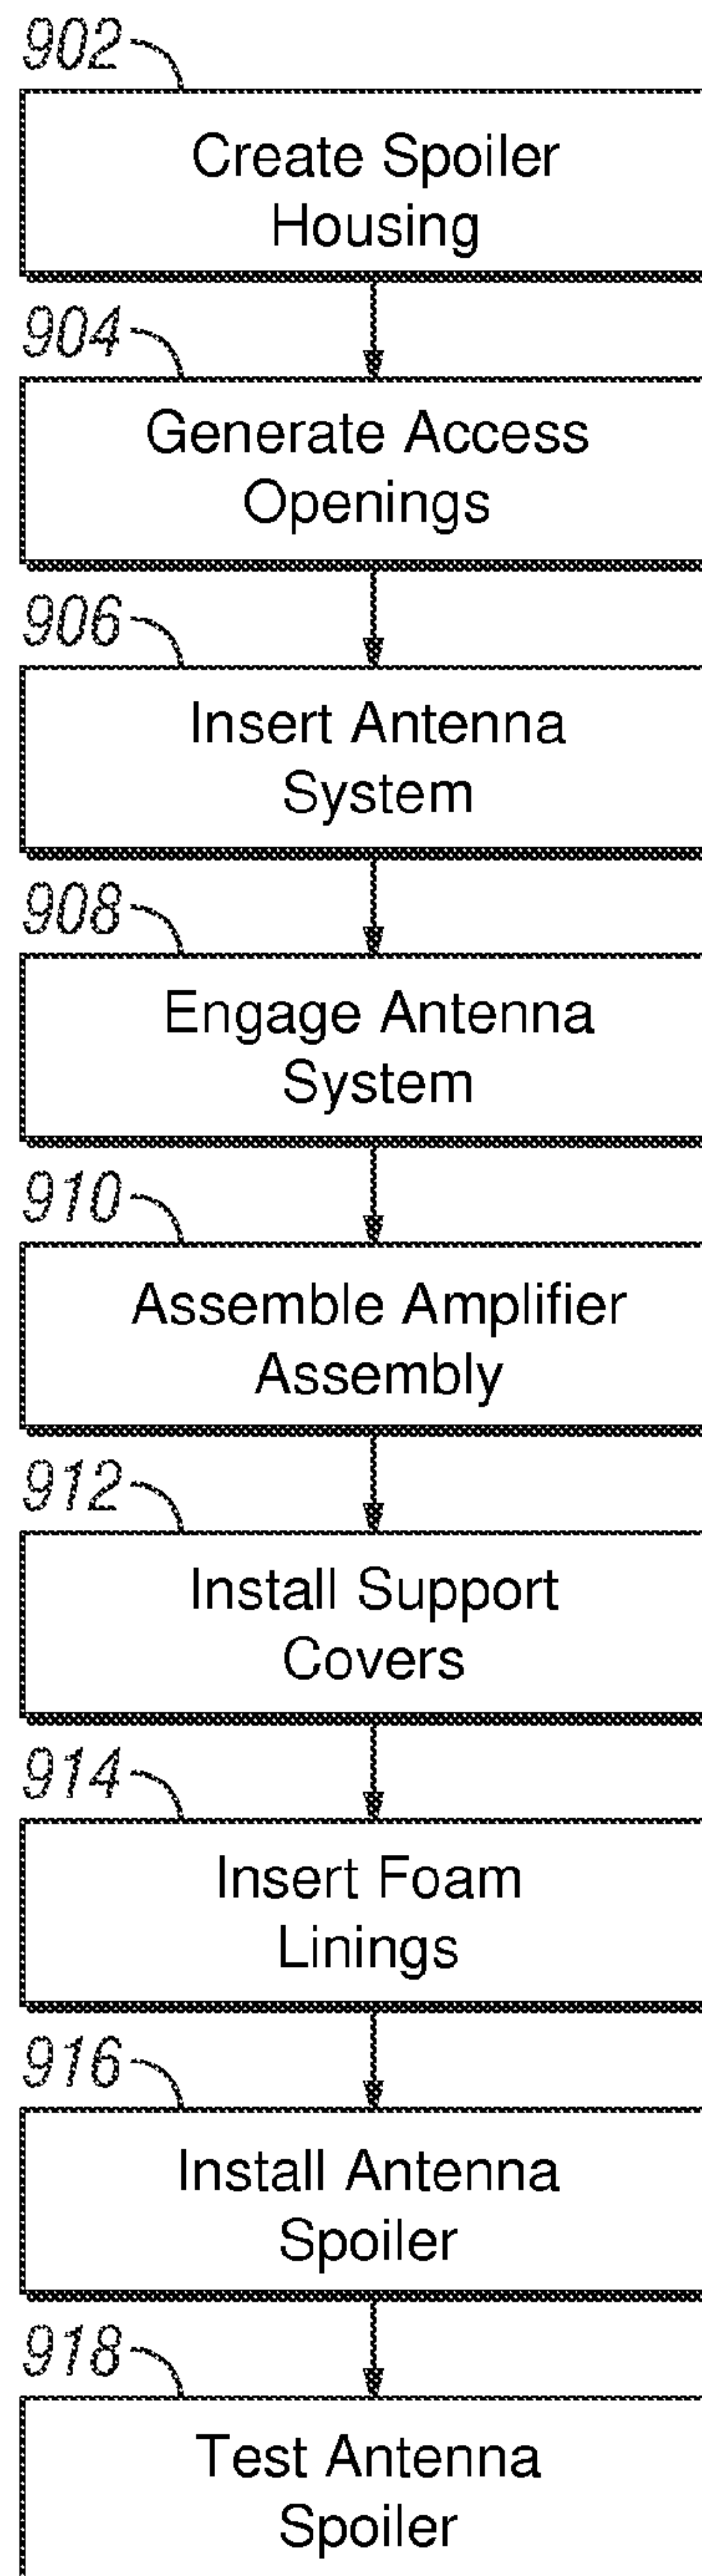 902
Create Spoiler
Housing
904
Generate Access
Openings
906
Insert Antenna
System
908
Engage Antenna
System
910
Assemble Amplifier
Assembly
912
Install Support
Covers
914
Insert Foam
Linings
916
Install Antenna
Spoiler
918
Test Antenna
Spoiler